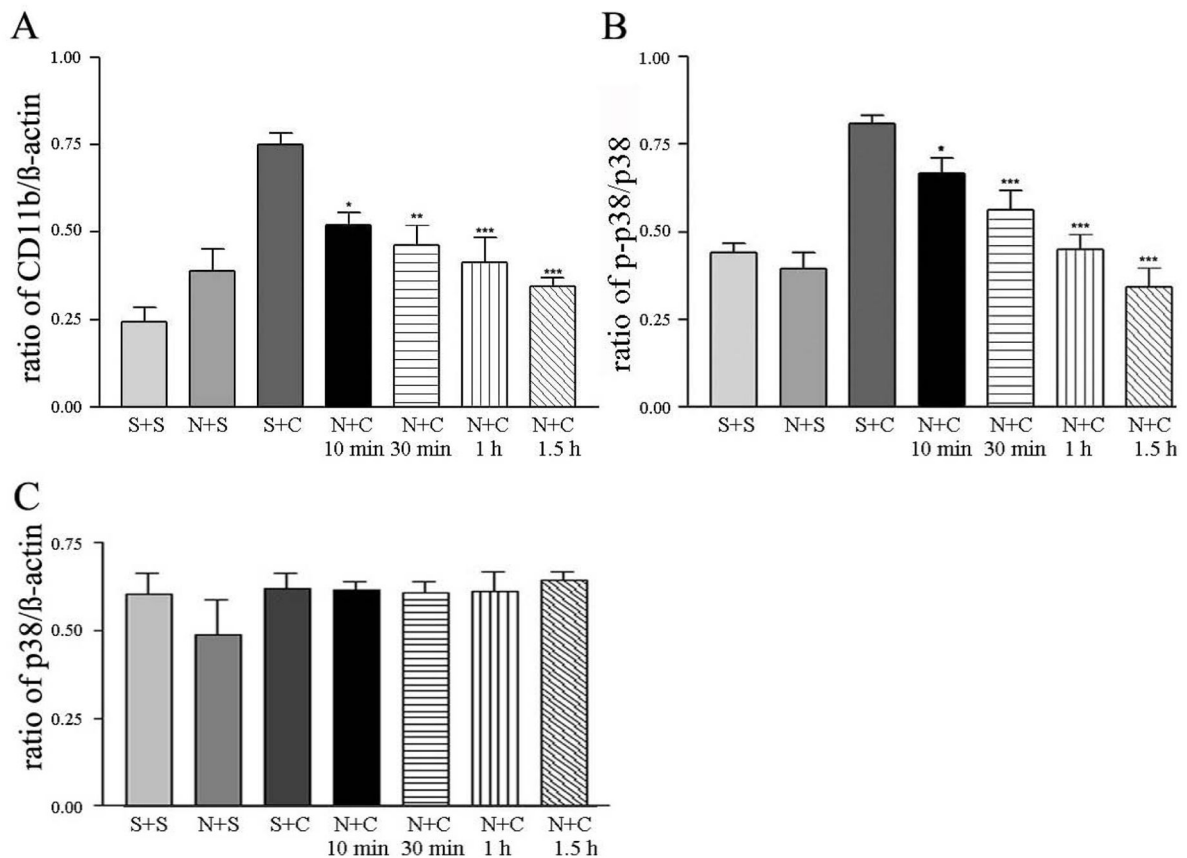 A
ratio of CD11b/ß-actin
1.00
0.75
0.50
0.25
0.00
*
**
***
***
S+S N+S S+C N+C N+C N+C N+C
10 min 30 min 1 h 1.5 h
B
ratio of p-p38/p38
1.00
0.75
0.50
0.25
0.00
*
***
***
***
S+S N+S S+C N+C N+C N+C N+C
10 min 30 min 1 h 1.5 h
C
ratio of p38/ß-actin
0.75
0.50
0.25
0.00
S+S N+S S+C N+C N+C N+C N+C
10 min 30 min 1 h 1.5 h